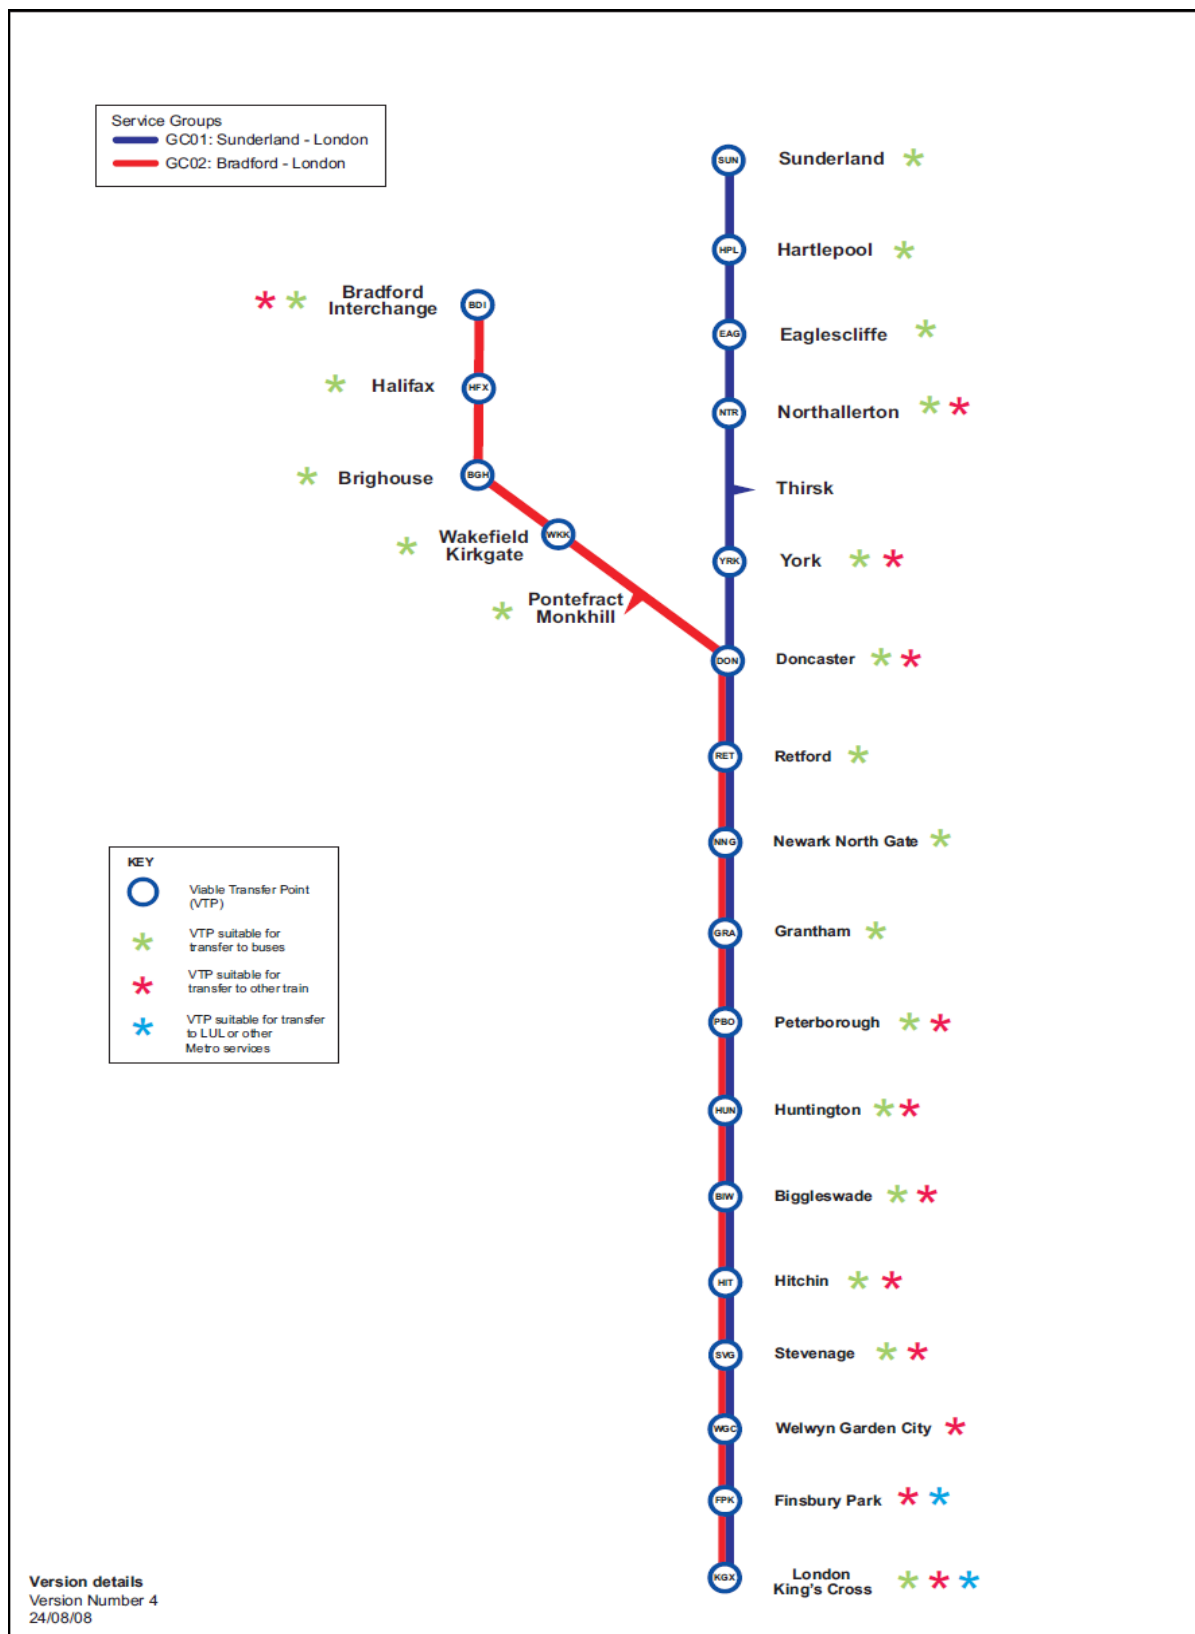 Service Groups
GC01: Sunderland - London
GC02: Bradford - London
SUN
Sunderland
HPL
Hartlepool
Bradford
Interchange
BDI
EAG
Eaglescliffe
Halifax
HFX
NTR
Northallerton
Brighouse
BGH
Thirsk
Wakefield
Kirkgate
WKK
YRK
York
Pontefract
Monkhill
DON
Doncaster
RET
Retford
NNG
Newark North Gate
GRA
Grantham
PBO
Peterborough
HUN
Huntington
BIW
Biggleswade
HIT
Hitchin
SVG
Stevenage
WGC
Welwyn Garden City
FPK
Finsbury Park
KGX
London
King's Cross
KEY
Viable Transfer Point
(VTP)
VTP suitable for
transfer to buses
VTP suitable for
transfer to other train
VTP suitable for transfer
to LUL or other
Metro services
Version details
Version Number 4
24/08/08